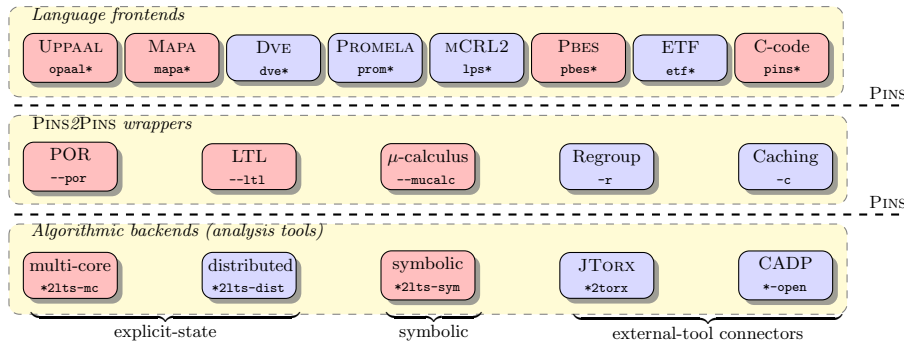 Language frontends
UPPAAL MAPA DVE PROMELA MCRL2 PBES ETF C-code
opaal* mapa* dve* prom* lps* pbes* etf* pins*
PINS
PINS2PINS wrappers
POR LTL μ-calculus Regroup Caching
--por --ltl --mucalc -r -c
PINS
Algorithmic backends (analysis tools)
multi-core distributed symbolic JTORX CADP
*2lts-mc *2lts-dist *2lts-sym *2torx *-open
explicit-state symbolic external-tool connectors